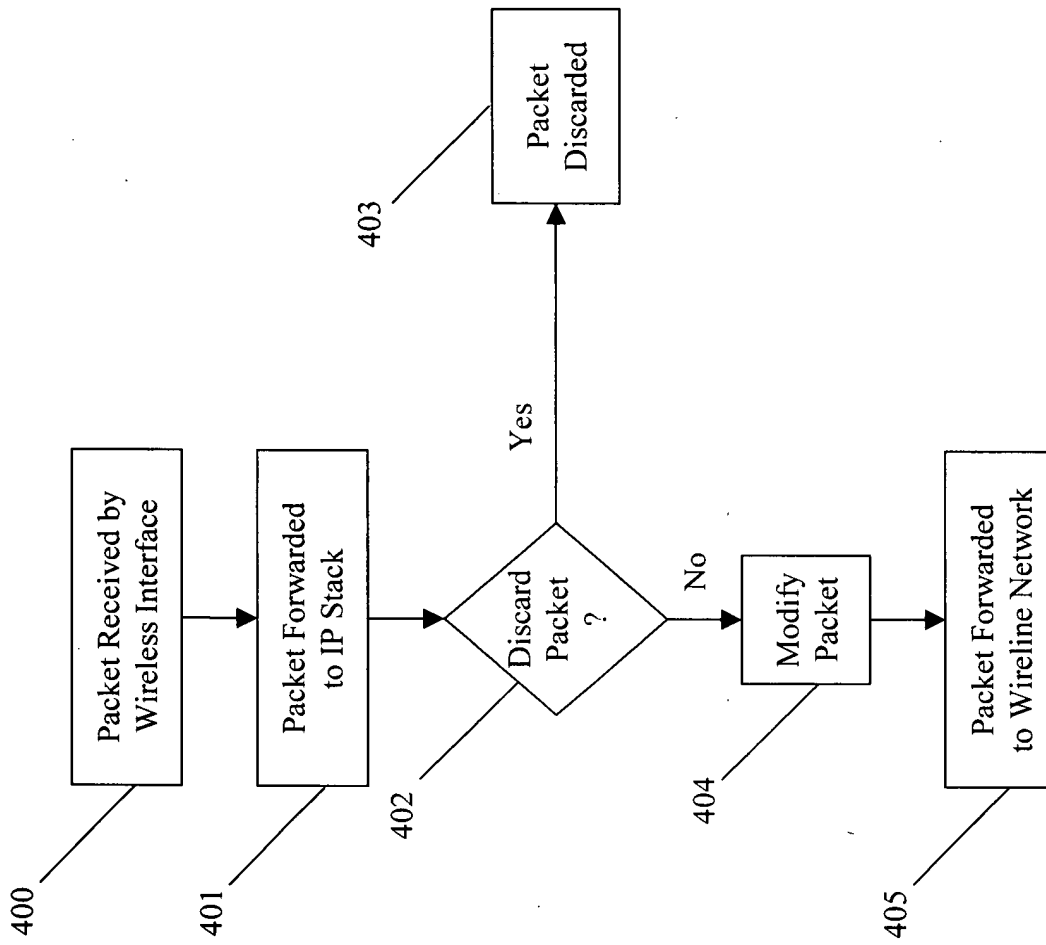 400
Packet Received by
Wireless Interface
401
Packet Forwarded
to IP Stack
402
Discard
Packet
?
Yes
403
Packet
Discarded
No
404
Modify
Packet
405
Packet Forwarded
to Wireline Network